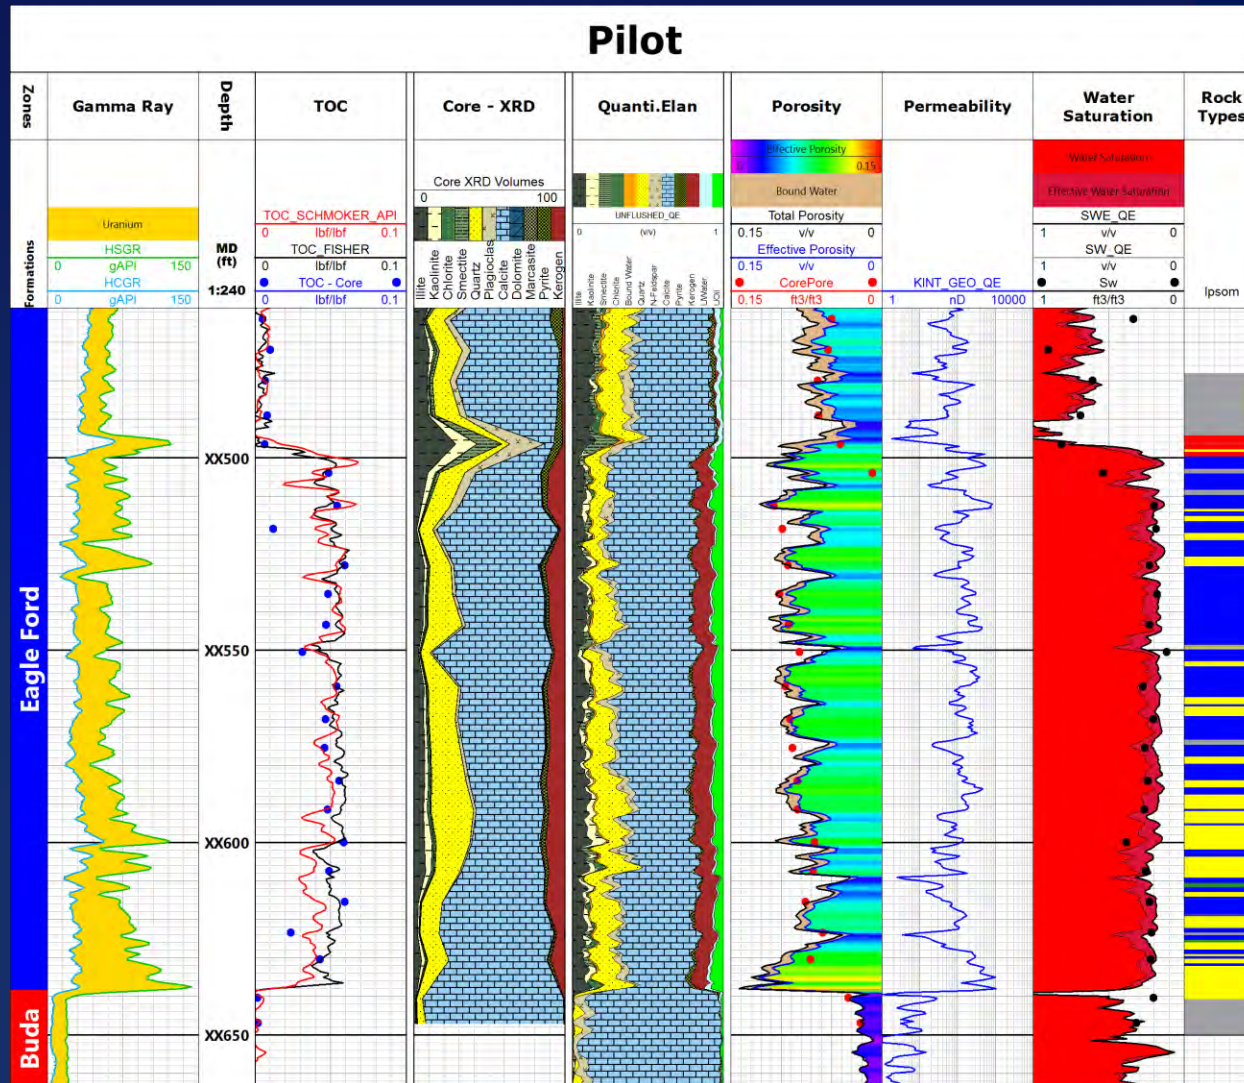 Pilot
Zones
Gamma Ray
Depth
TOC
Core - XRD
Quanti.Elan
Porosity
Permeability
Water
Saturation
Rock
Types
Formations
Uranium
HSGR
0 gAPI 150
HCGR
0 gAPI 150
MD
(ft)
1:240
TOC_SCHMOKER_API
0 lbf/lbf 0.1
TOC_FISHER
0 lbf/lbf 0.1
TOC - Core
0 lbf/lbf 0.1
Core XRD Volumes
0 100
Illite
Kaolinite
Chlorite
Smectite
Quartz
Plagioclas
Calcite
Dolomite
Marcasite
Pyrite
Kerogen
UNFLUSHED_QE
0 (v/v) 1
Illite
Kaolinite
Smectite
Chlorite
Bound Water
Quartz
N-Feldspar
Calcite
Pyrite
Kerogen
UWater
UOil
Effective Porosity
0 0.15
Bound Water
Total Porosity
0.15 v/v 0
Effective Porosity
0.15 v/v 0
CorePore
0.15 ft3/ft3 0
KINT_GEO_QE
1 nD 10000
Water Saturation
Effective Water Saturation
SWE_QE
1 v/v 0
SW_QE
1 v/v 0
Sw
1 ft3/ft3 0
Ipsom
Eagle Ford
Buda
XX500
XX550
XX600
XX650